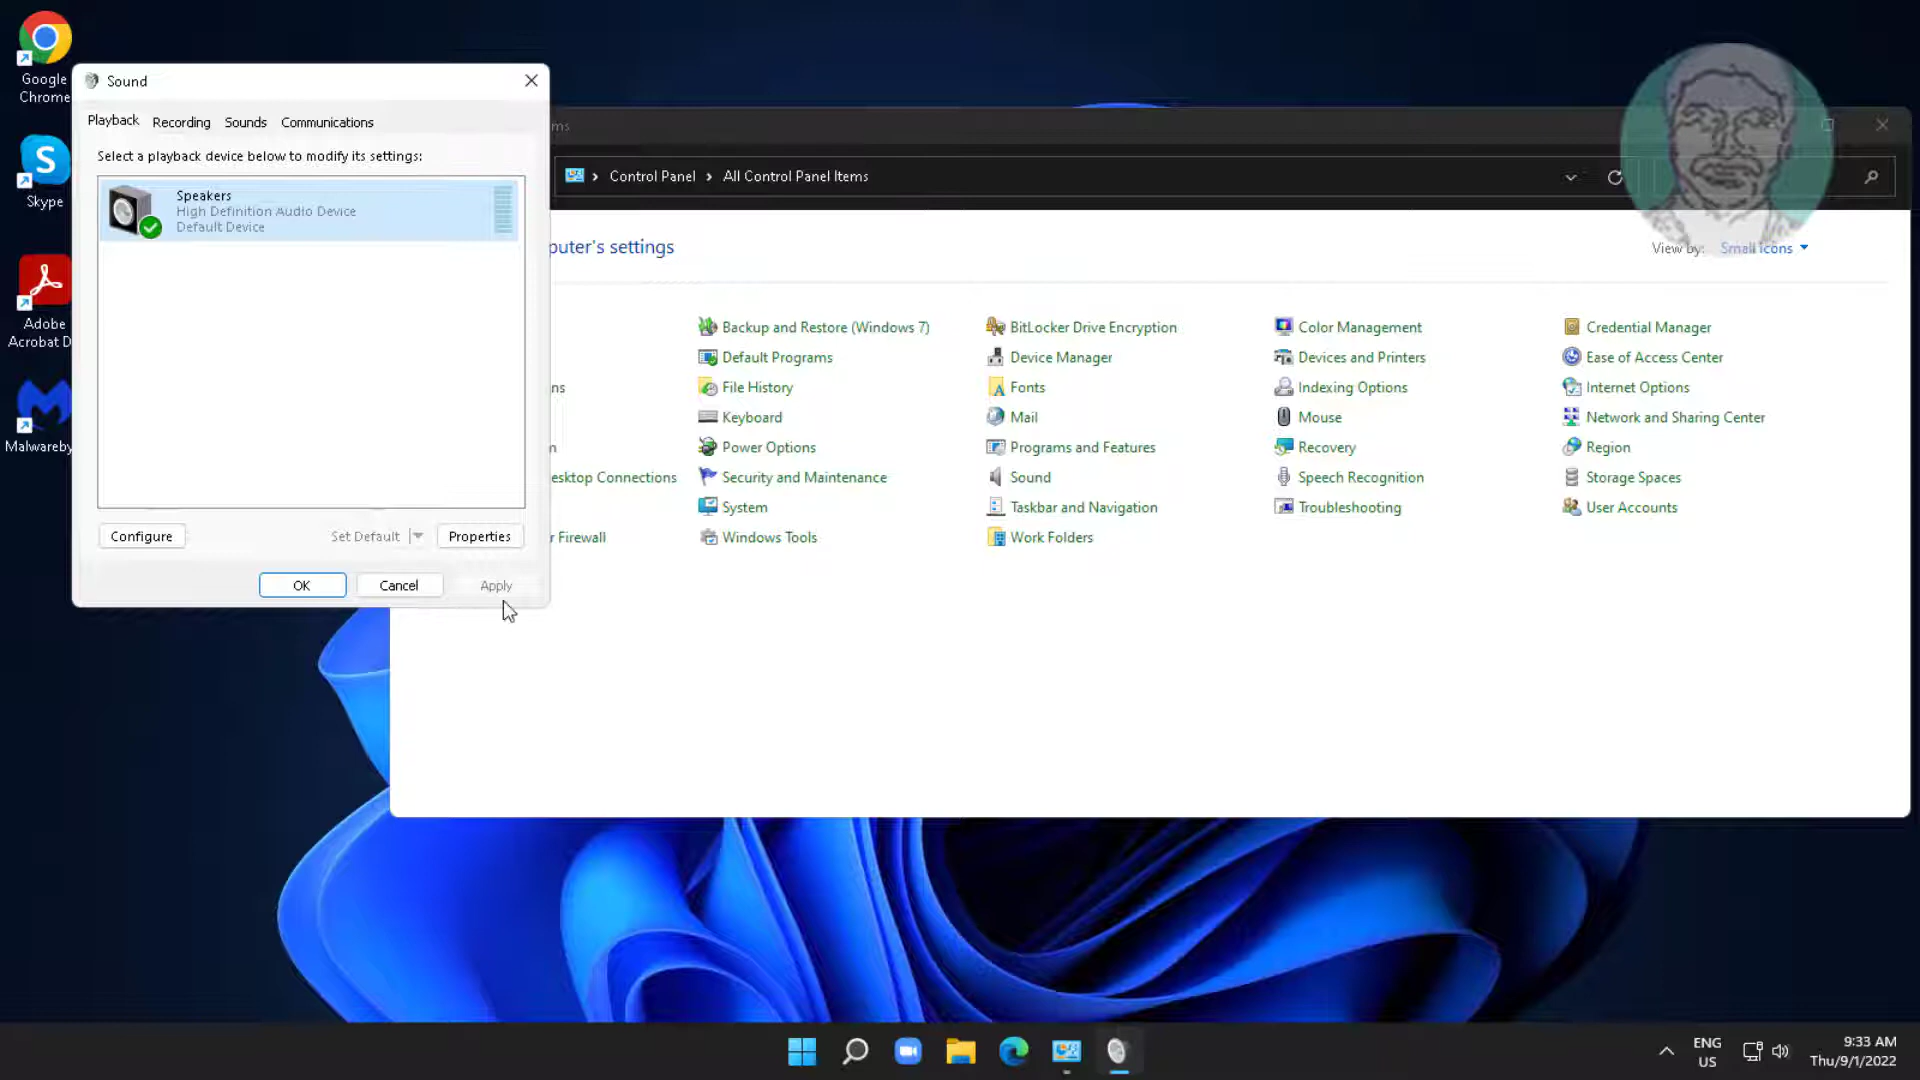 Google
Chrome
Skype
Adobe
Acrobat D
Malwareby
Sound
Playback
Recording
Sounds
Communications
Select a playback device below to modify its settings:
Speakers
High Definition Audio Device
Default Device
Configure
Set Default
Properties
OK
Cancel
Apply
ms
Control Panel
All Control Panel Items
puter's settings
View by:
Small icons
Backup and Restore (Windows 7)
BitLocker Drive Encryption
Color Management
Credential Manager
Default Programs
Device Manager
Devices and Printers
Ease of Access Center
ns
File History
Fonts
Indexing Options
Internet Options
Keyboard
Mail
Mouse
Network and Sharing Center
n
Power Options
Programs and Features
Recovery
Region
esktop Connections
Security and Maintenance
Sound
Speech Recognition
Storage Spaces
System
Taskbar and Navigation
Troubleshooting
User Accounts
r Firewall
Windows Tools
Work Folders
ENG
US
9:33 AM
Thu/9/1/2022